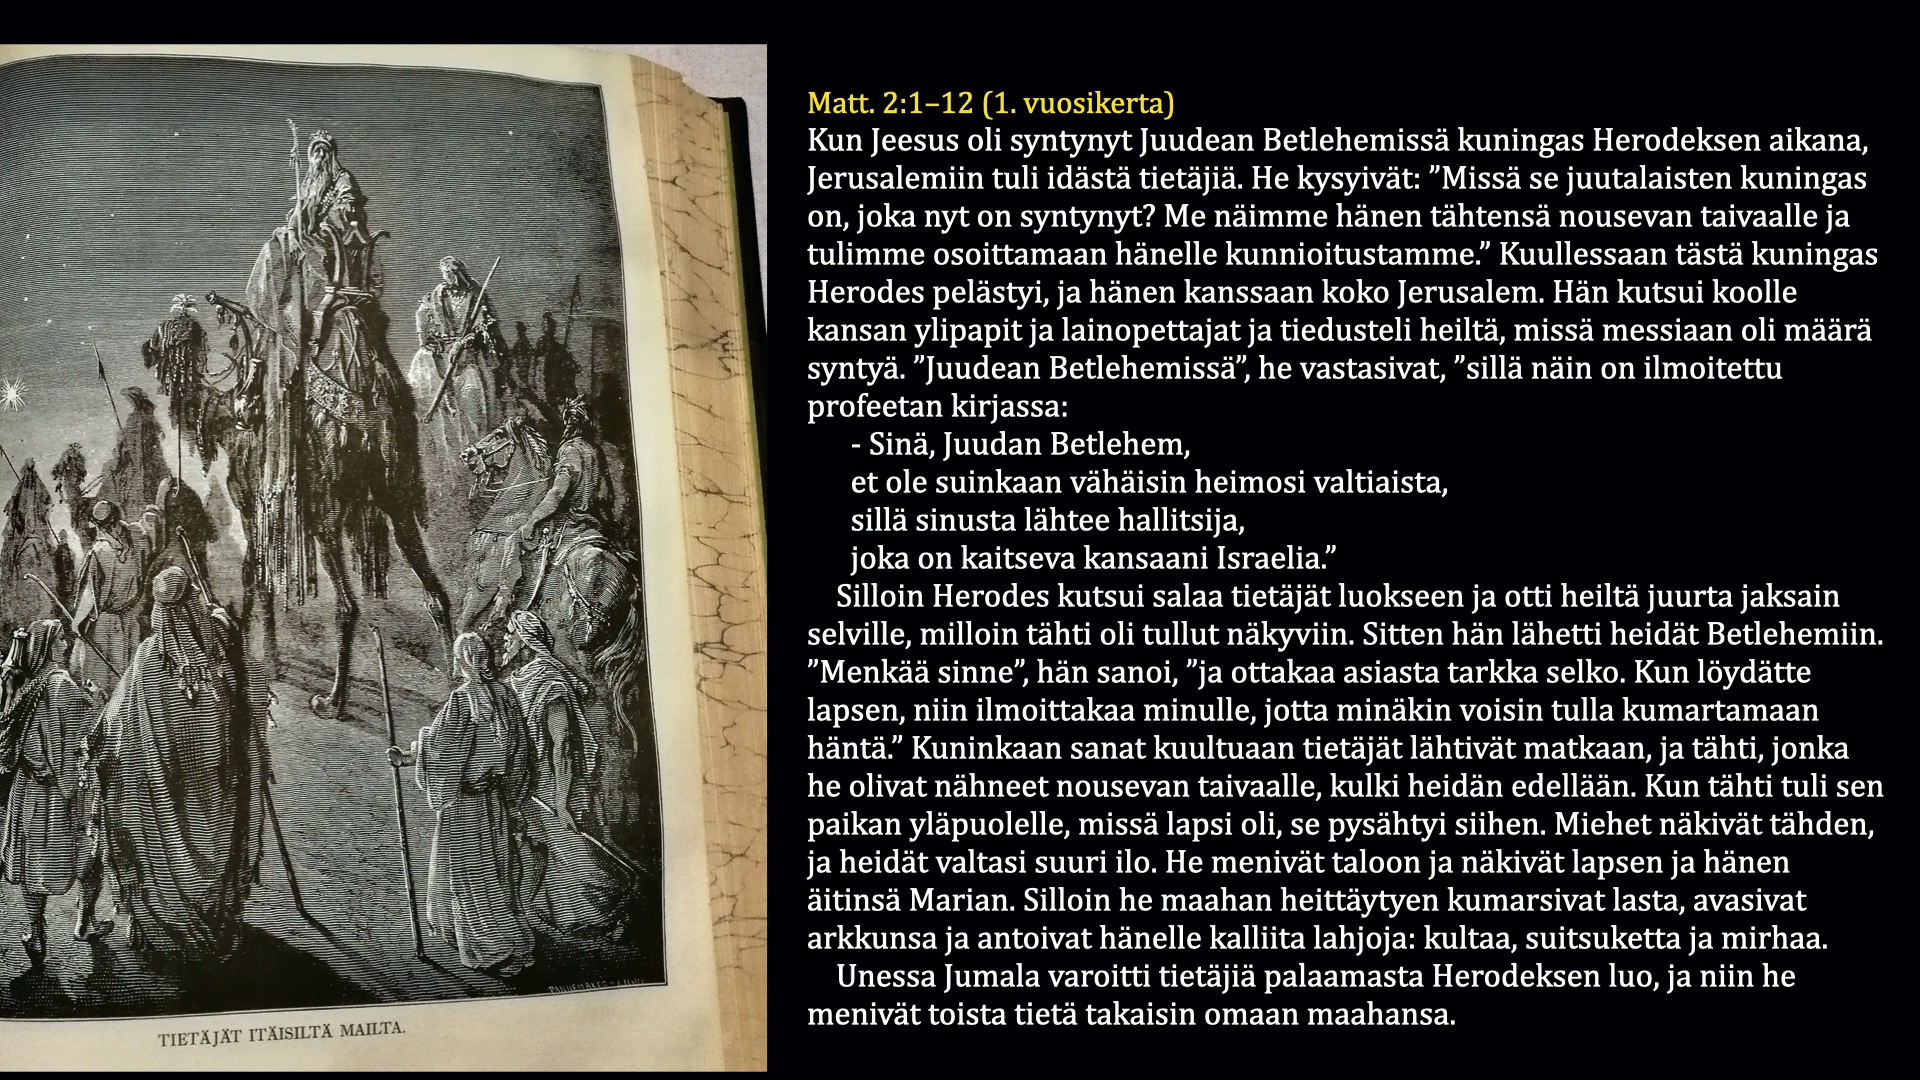 Matt. 2:1–12 (1. vuosikerta)
Kun Jeesus oli syntynyt Juudean Betlehemissä kuningas Herodeksen aikana,
Jerusalemiin tuli idästä tietäjiä. He kysyivät: ”Missä se juutalaisten kuningas
on, joka nyt on syntynyt? Me näimme hänen tähtensä nousevan taivaalle ja
tulimme osoittamaan hänelle kunnioitustamme.” Kuullessaan tästä kuningas
Herodes pelästyi, ja hänen kanssaan koko Jerusalem. Hän kutsui koolle
kansan ylipapit ja lainopettajat ja tiedusteli heiltä, missä messiaan oli määrä
syntyä. ”Juudean Betlehemissä”, he vastasivat, ”sillä näin on ilmoitettu
profeetan kirjassa:
- Sinä, Juudan Betlehem,
et ole suinkaan vähäisin heimosi valtiaista,
sillä sinusta lähtee hallitsija,
joka on kaitseva kansaani Israelia.”
Silloin Herodes kutsui salaa tietäjät luokseen ja otti heiltä juurta jaksain
selville, milloin tähti oli tullut näkyviin. Sitten hän lähetti heidät Betlehemiin.
”Menkää sinne”, hän sanoi, ”ja ottakaa asiasta tarkka selko. Kun löydätte
lapsen, niin ilmoittakaa minulle, jotta minäkin voisin tulla kumartamaan
häntä.” Kuninkaan sanat kuultuaan tietäjät lähtivät matkaan, ja tähti, jonka
he olivat nähneet nousevan taivaalle, kulki heidän edellään. Kun tähti tuli sen
paikan yläpuolelle, missä lapsi oli, se pysähtyi siihen. Miehet näkivät tähden,
ja heidät valtasi suuri ilo. He menivät taloon ja näkivät lapsen ja hänen
äitinsä Marian. Silloin he maahan heittäytyen kumarsivat lasta, avasivat
arkkunsa ja antoivat hänelle kalliita lahjoja: kultaa, suitsuketta ja mirhaa.
Unessa Jumala varoitti tietäjiä palaamasta Herodeksen luo, ja niin he
menivät toista tietä takaisin omaan maahansa.
TIETÄJÄT ITÄISILTÄ MAILTA.